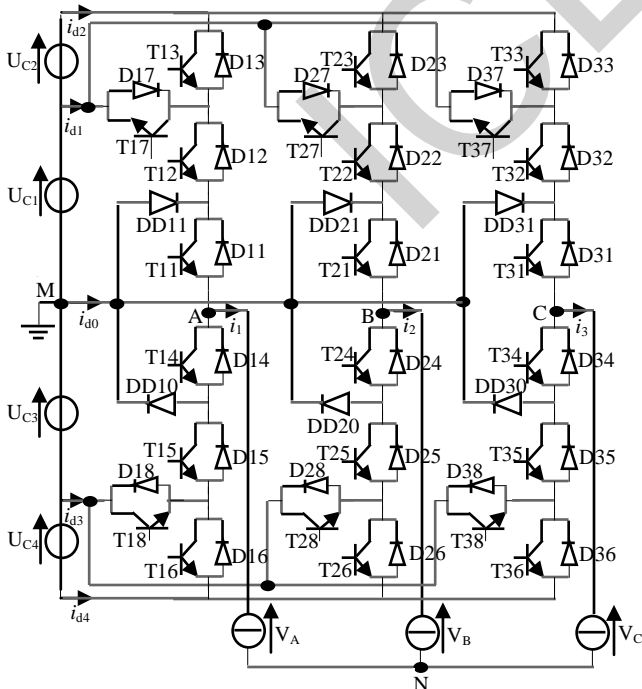 i_d2
T13
D13
T23
D23
T33
D33
U_C2
D17
D27
D37
i_d1
T17
T27
T37
T12
D12
T22
D22
T32
D32
U_C1
DD11
DD21
DD31
T11
D11
T21
D21
T31
D31
M
i_d0
A
i_1
B
i_2
C
i_3
T14
D14
T24
D24
T34
D34
DD10
DD20
DD30
U_C3
T15
D15
T25
D25
T35
D35
D18
D28
D38
i_d3
T18
T28
T38
U_C4
T16
D16
T26
D26
T36
D36
i_d4
V_A
V_B
V_C
N